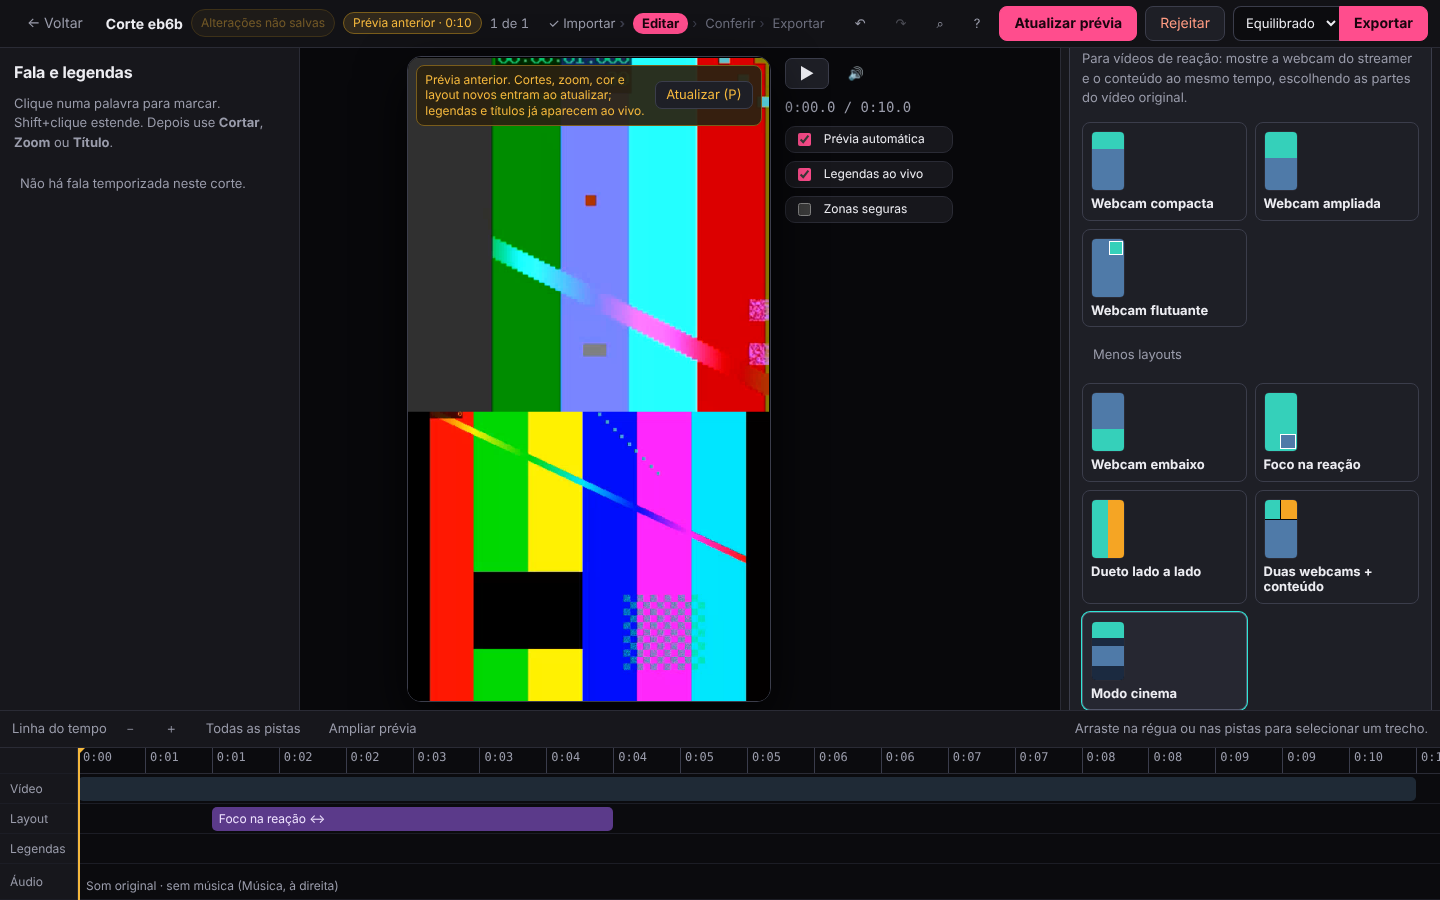 ← Voltar
Corte eb6b
Alterações não salvas
Prévia anterior · 0:10
1 de 1
✓ Importar ›
Editar ›
Conferir ›
Exportar
?
Atualizar prévia
Rejeitar
Equilibrado
Exportar
Fala e legendas
Clique numa palavra para marcar.
Shift+clique estende. Depois use Cortar,
Zoom ou Título.
Não há fala temporizada neste corte.
Prévia anterior. Cortes, zoom, cor e
layout novos entram ao atualizar;
legendas e títulos já aparecem ao vivo.
Atualizar (P)
0:00.0 / 0:10.0
Prévia automática
Legendas ao vivo
Zonas seguras
Para vídeos de reação: mostre a webcam do streamer
e o conteúdo ao mesmo tempo, escolhendo as partes
do vídeo original.
Webcam compacta
Webcam ampliada
Webcam flutuante
Menos layouts
Webcam embaixo
Foco na reação
Dueto lado a lado
Duas webcams +
conteúdo
Modo cinema
Linha do tempo
−
+
Todas as pistas
Ampliar prévia
Arraste na régua ou nas pistas para selecionar um trecho.
0:00 0:01 0:01 0:02 0:02 0:03 0:03 0:04 0:04 0:05 0:05 0:06 0:06 0:07 0:07 0:08 0:08 0:09 0:09 0:10
Vídeo
Layout
Foco na reação ↔
Legendas
Áudio
Som original · sem música (Música, à direita)